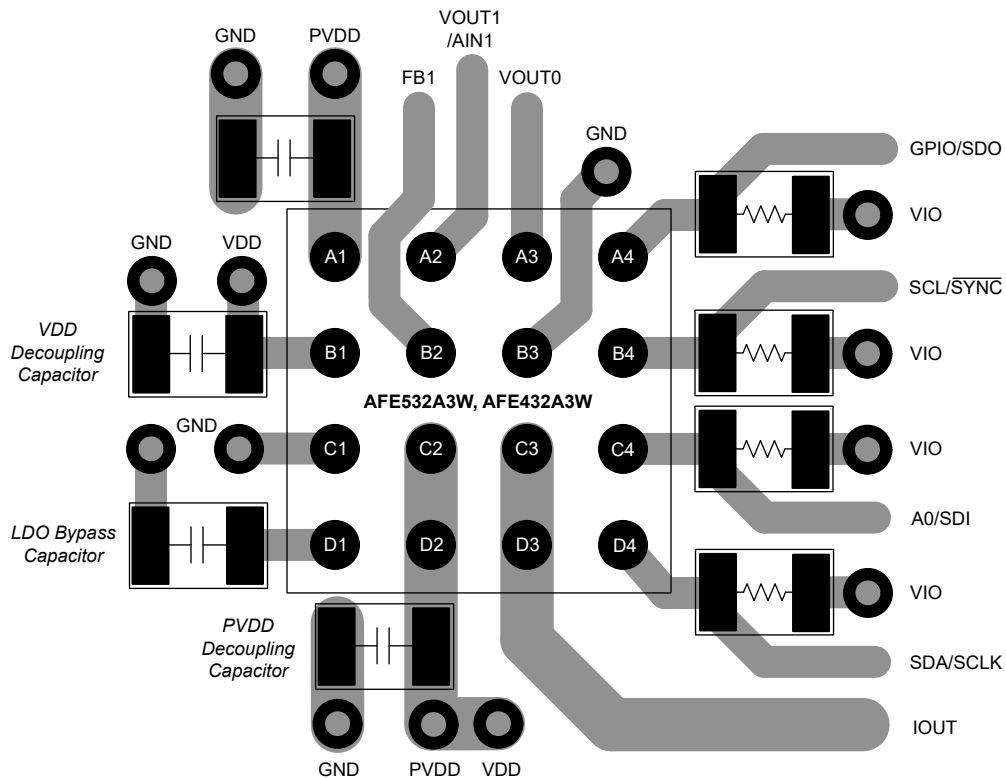 VOUT1
/AIN1
GND
PVDD
FB1
VOUT0
GND
GPIO/SDO
VIO
GND
VDD
A1
A2
A3
A4
SCL/SYNC
VDD
Decoupling
Capacitor
B1
B2
B3
B4
VIO
AFE532A3W, AFE432A3W
GND
C1
C2
C3
C4
VIO
LDO Bypass
Capacitor
A0/SDI
D1
D2
D3
D4
VIO
PVDD
Decoupling
Capacitor
SDA/SCLK
IOUT
GND
PVDD
VDD